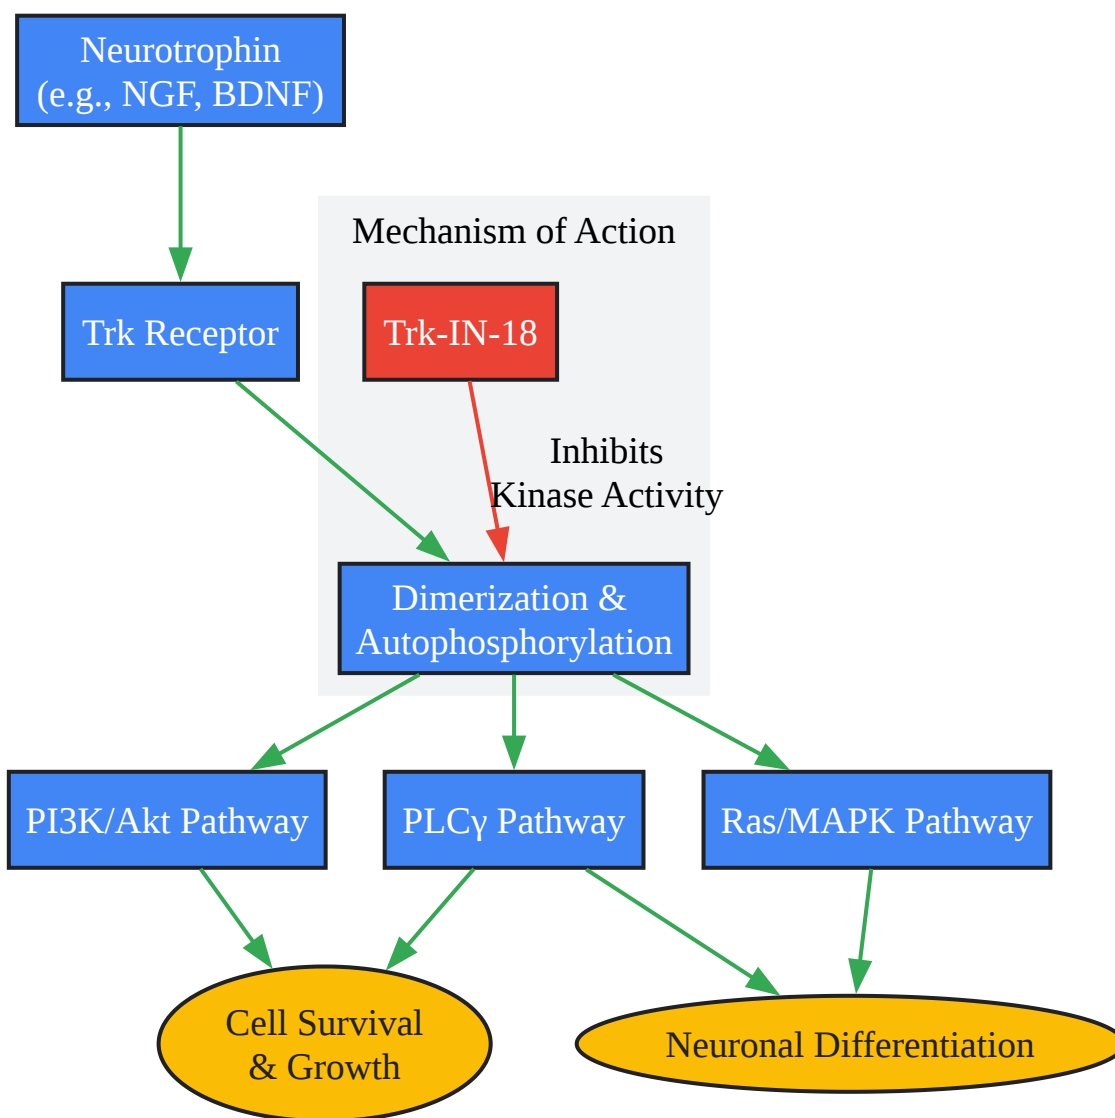 Neurotrophin
(e.g., NGF, BDNF)
Mechanism of Action
Trk Receptor
Trk-IN-18
Inhibits
Kinase Activity
Dimerization &
Autophosphorylation
PI3K/Akt Pathway
PLCγ Pathway
Ras/MAPK Pathway
Cell Survival
& Growth
Neuronal Differentiation